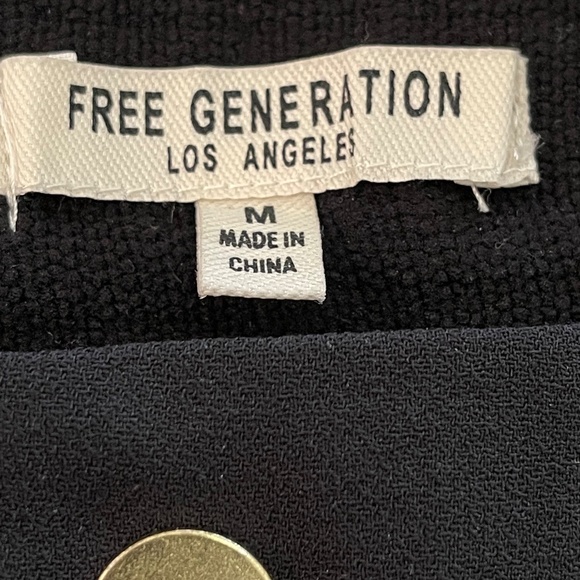 FREE GENERATION
LOS ANGELES
M
MADE IN
CHINA